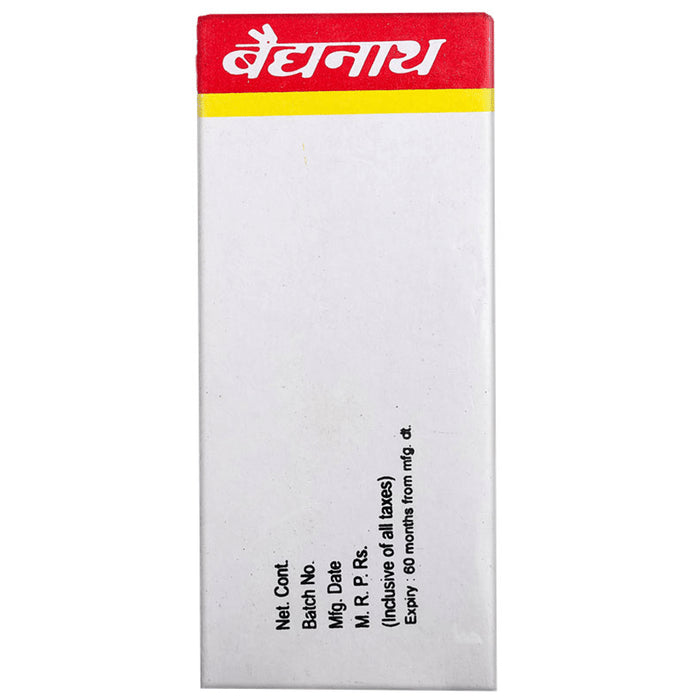 बैद्यनाथ
Net. Cont.
Batch No.
Mfg. Date
M. R. P. Rs.
(Inclusive of all taxes)
Expiry : 60 months from mfg. dt.